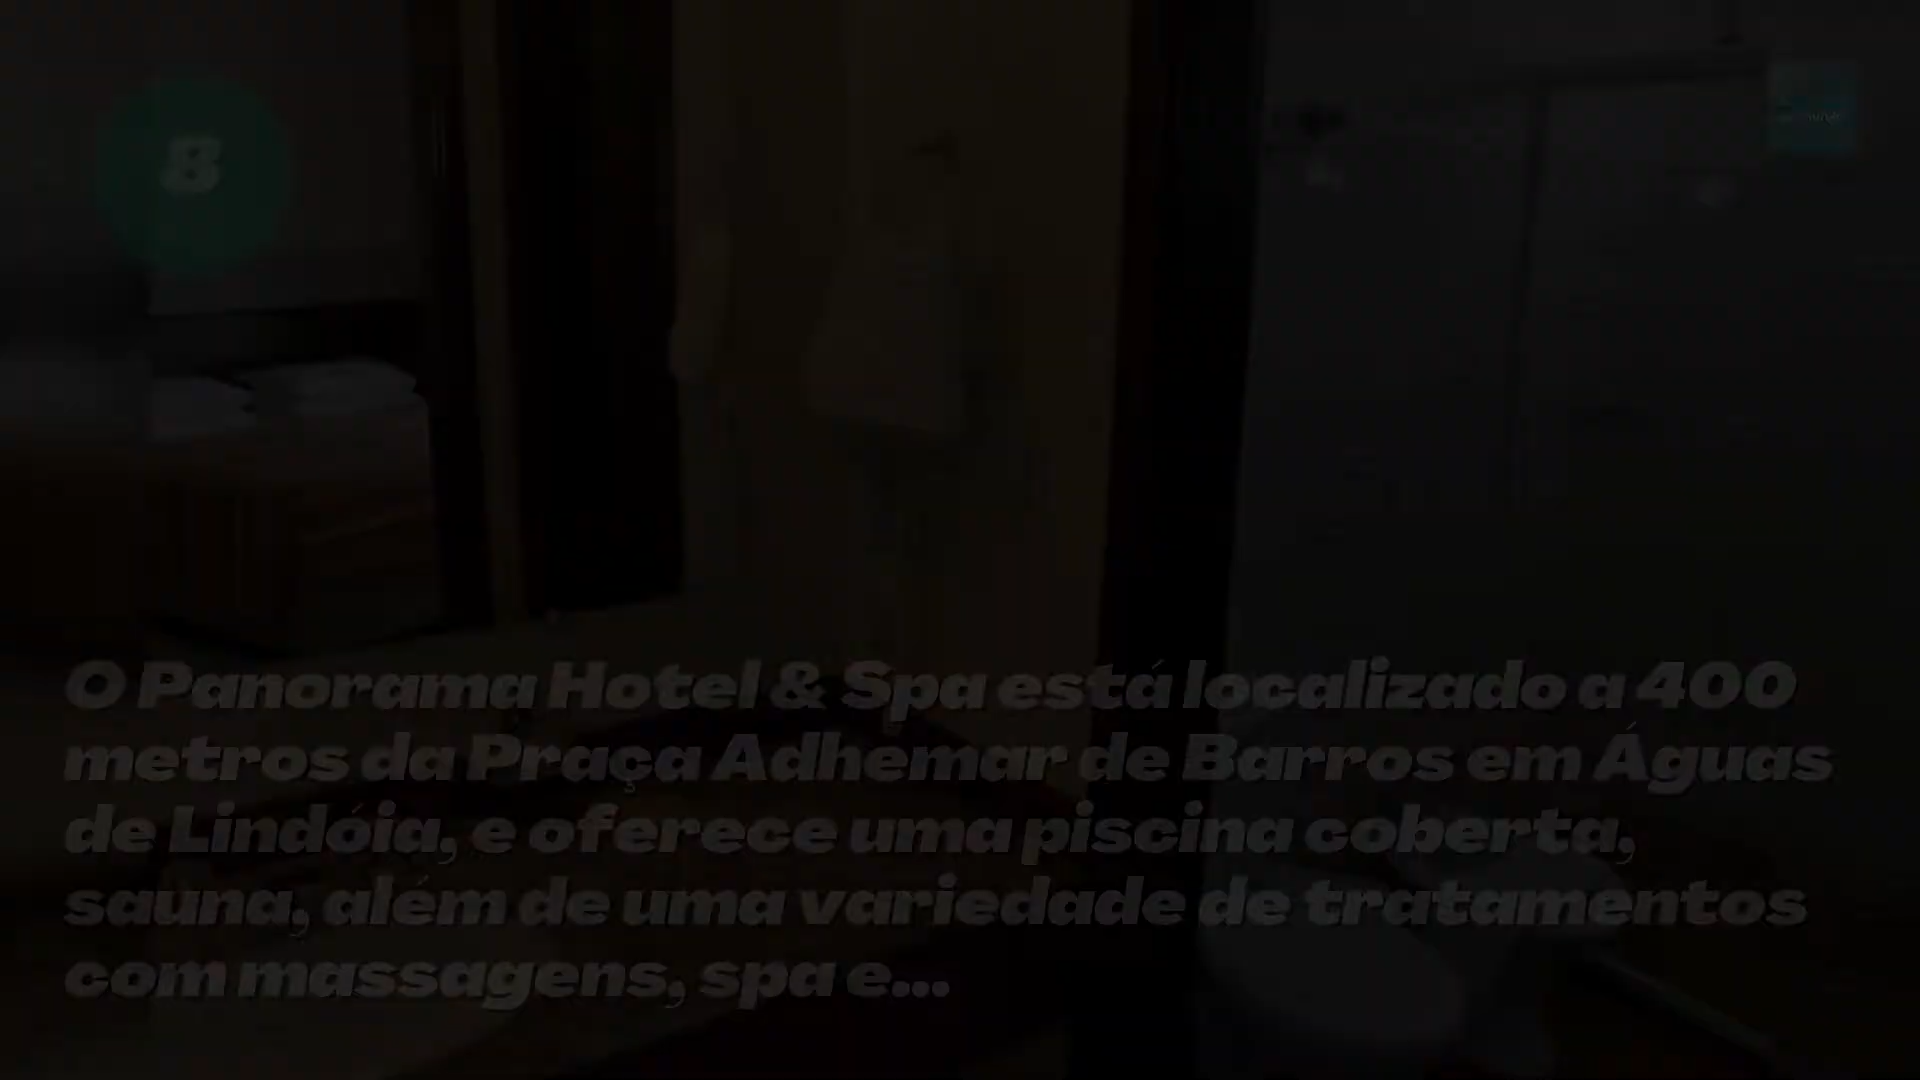 B
O Panorama Hotel & Spa está localizado a 400
metros da Praça Adhemar de Barros em Águas
de Lindóia, e oferece uma piscina coberta,
sauna, além de uma variedade de tratamentos
com massagens, spa e...